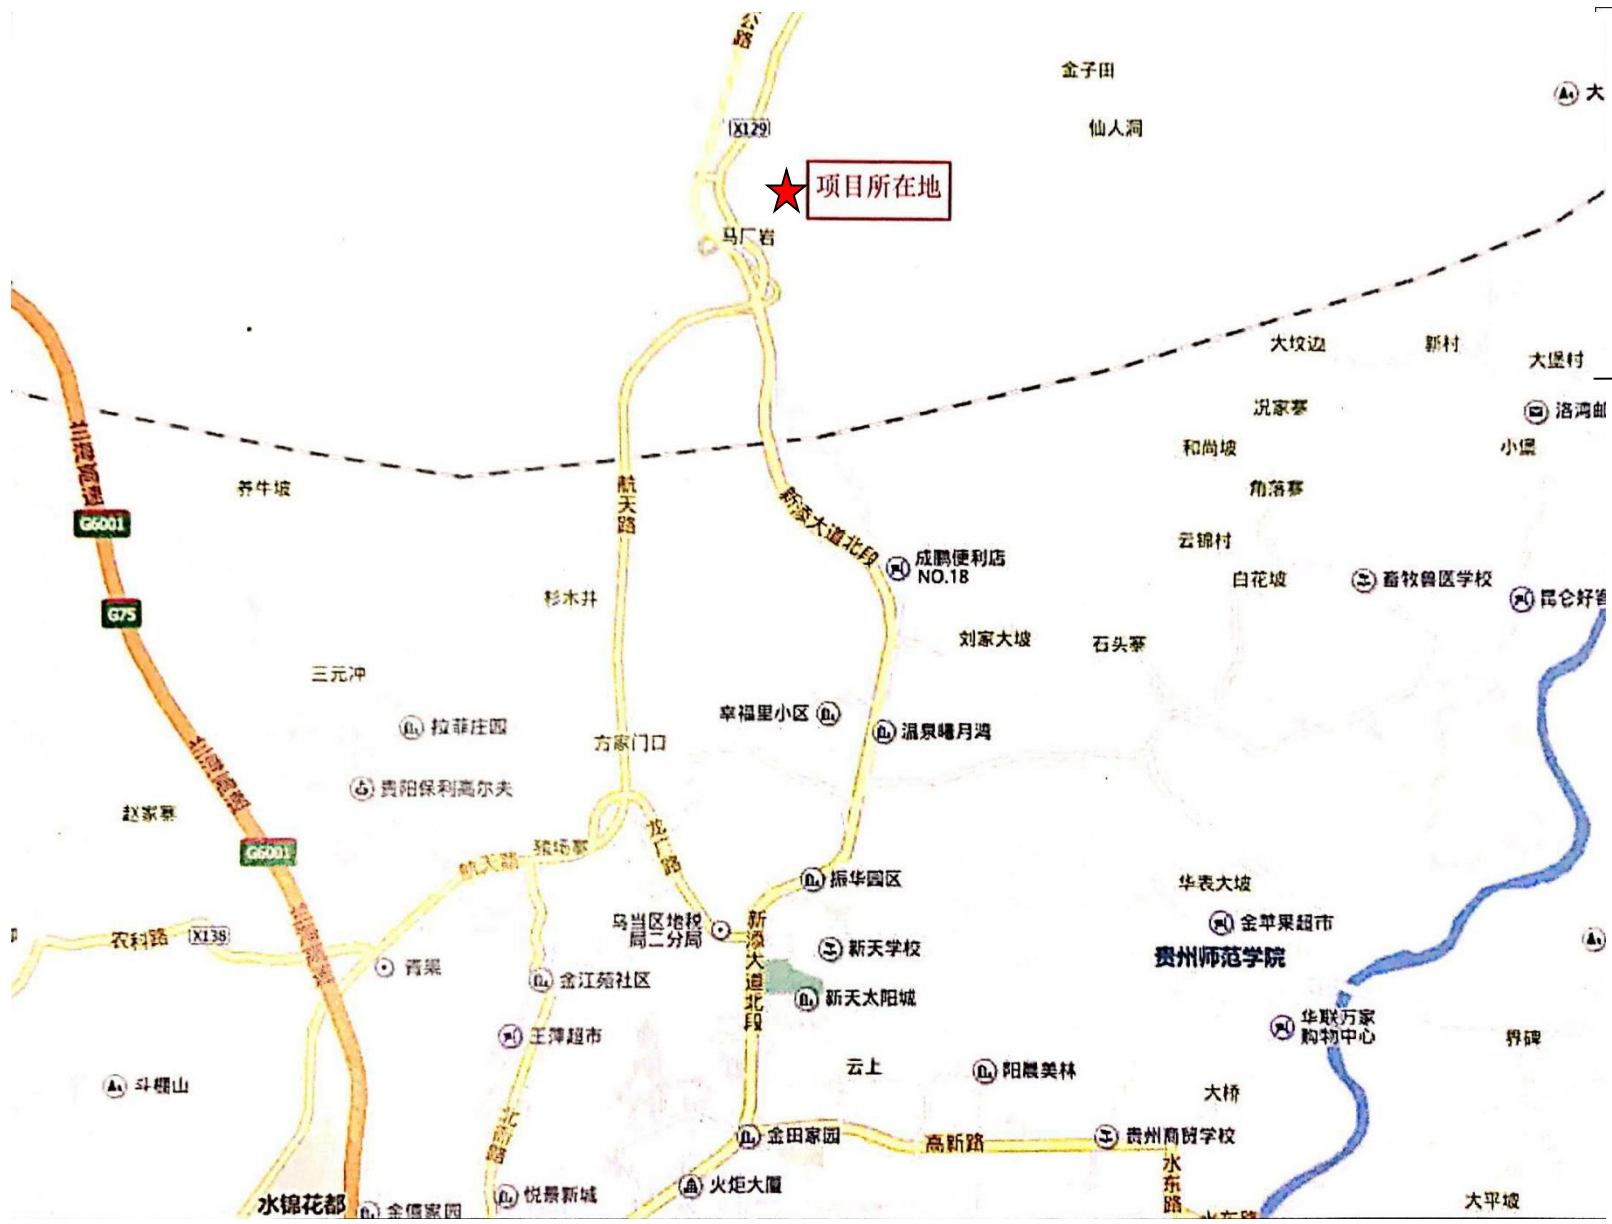 公路
金子田
大
X129
仙人洞
项目所在地
马厂岩
大坟边
新村
大堡村
况家寨
洛湾邮
和尚坡
小堡
养牛坡
角落寨
航天路
新添大道北段
G6001
云锦村
成鹏便利店
NO.18
白花坡
畜牧兽医学校
昆仑好客
杉木井
G75
刘家大坡
石头寨
三元冲
幸福里小区
拉菲庄园
温泉曙月湾
方家门口
贵阳保利高尔夫
赵家寨
龙广路
G6001
猿场寨
航天路
振华园区
华表大坡
乌当区地税
局二分局
新添大道北段
金苹果超市
农科路
X138
新天学校
贵州师范学院
青果
金江苑社区
新天太阳城
华联万家
购物中心
王萍超市
界碑
云上
阳晨美林
斗棚山
大桥
金田家园
高新路
贵州商贸学校
水东路
火炬大厦
悦景新城
大平坡
水锦花都
金信家园
水东路